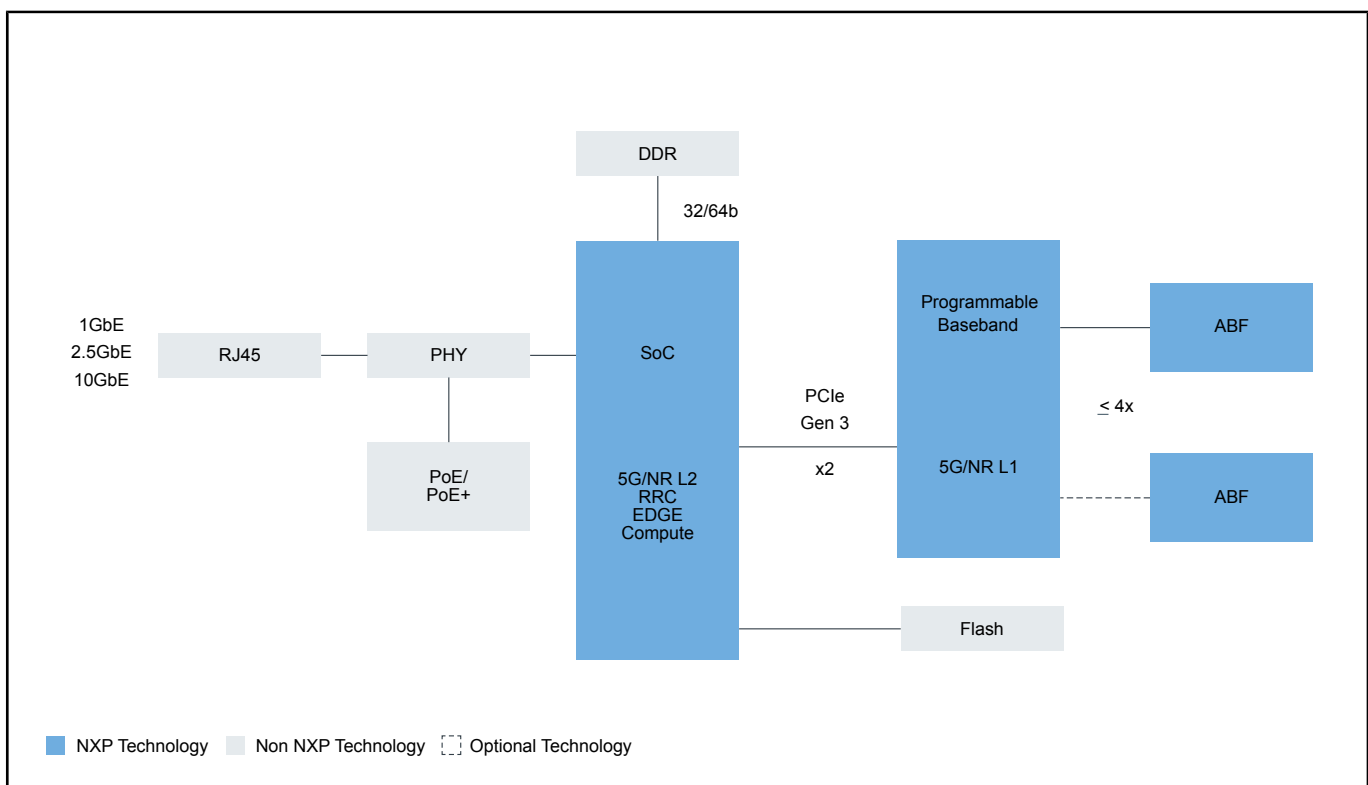 DDR
32/64b
1GbE
2.5GbE
10GbE
RJ45
PHY
PoE/
PoE+
SoC
5G/NR L2
RRC
EDGE
Compute
PCIe
Gen 3
x2
Programmable
Baseband
5G/NR L1
ABF
≤ 4x
ABF
Flash
NXP Technology
Non NXP Technology
Optional Technology